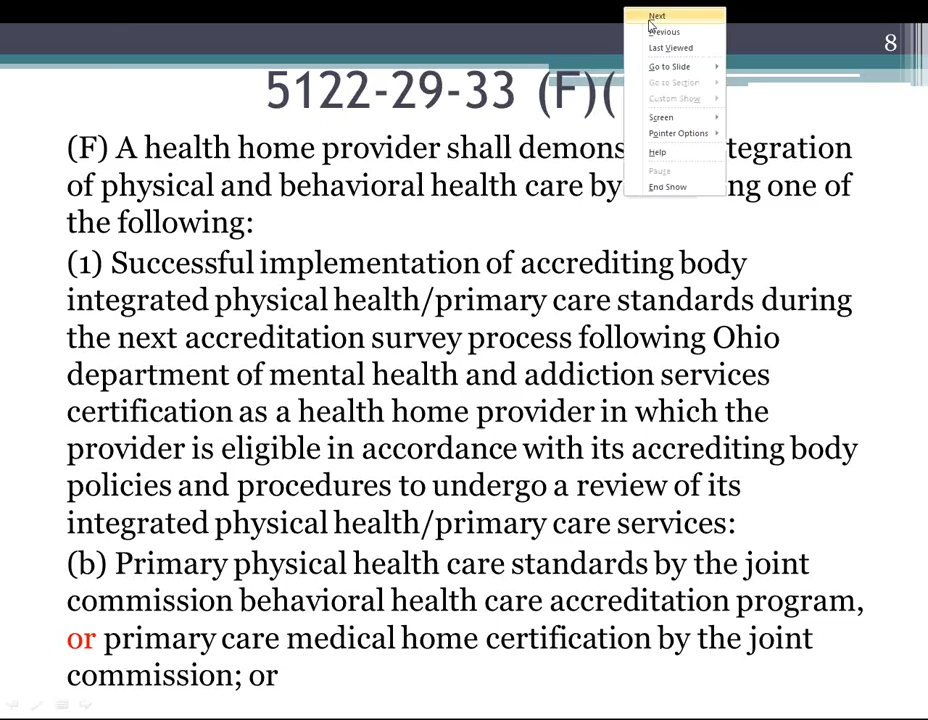 8
5122-29-33 (F)(
Next
Previous
Last Viewed
Go to Slide
Go to Section
Custom Show
Screen
Pointer Options
Help
Pause
End Show
(F) A health home provider shall demons tegration
of physical and behavioral health care by ng one of
the following:
(1) Successful implementation of accrediting body
integrated physical health/primary care standards during
the next accreditation survey process following Ohio
department of mental health and addiction services
certification as a health home provider in which the
provider is eligible in accordance with its accrediting body
policies and procedures to undergo a review of its
integrated physical health/primary care services:
(b) Primary physical health care standards by the joint
commission behavioral health care accreditation program,
or primary care medical home certification by the joint
commission; or